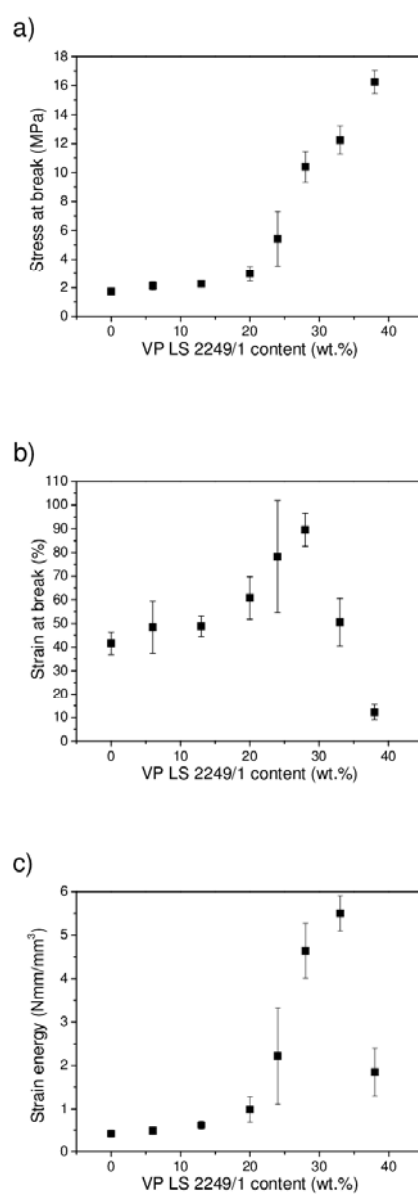 a)
18
16
14
12
10
8
6
4
2
0
Stress at break (MPa)
0 10 20 30 40
VP LS 2249/1 content (wt.%)
b)
110
100
90
80
70
60
50
40
30
20
10
0
Strain at break (%)
0 10 20 30 40
VP LS 2249/1 content (wt.%)
c)
6
5
4
3
2
1
0
Strain energy (Nmm/mm³)
0 10 20 30 40
VP LS 2249/1 content (wt.%)